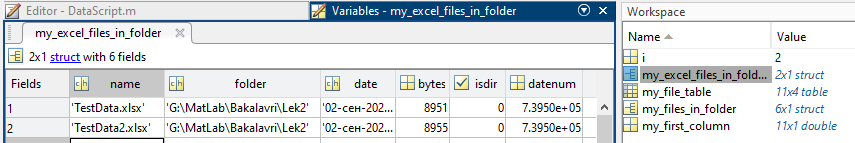 Editor - DataScript.m
Variables - my_excel_files_in_folder
my_excel_files_in_folder
2x1 struct with 6 fields
Fields name folder date bytes isdir datenum
1 'TestData.xlsx' 'G:\MatLab\Bakalavri\Lek2' '02-сен-202... 8951 0 7.3950e+05
2 'TestData2.xlsx' 'G:\MatLab\Bakalavri\Lek2' '02-сен-202... 8955 0 7.3950e+05
Workspace
Name Value
i 2
my_excel_files_in_fold... 2x1 struct
my_file_table 11x4 table
my_files_in_folder 6x1 struct
my_first_column 11x1 double